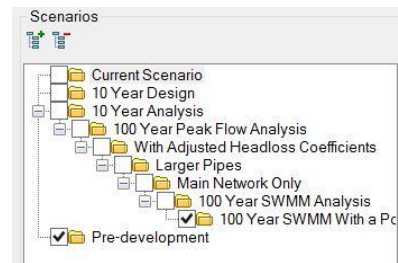 Scenarios
Current Scenario
10 Year Design
10 Year Analysis
100 Year Peak Flow Analysis
With Adjusted Headloss Coefficients
Larger Pipes
Main Network Only
100 Year SWMM Analysis
100 Year SWMM With a Po
Pre-development